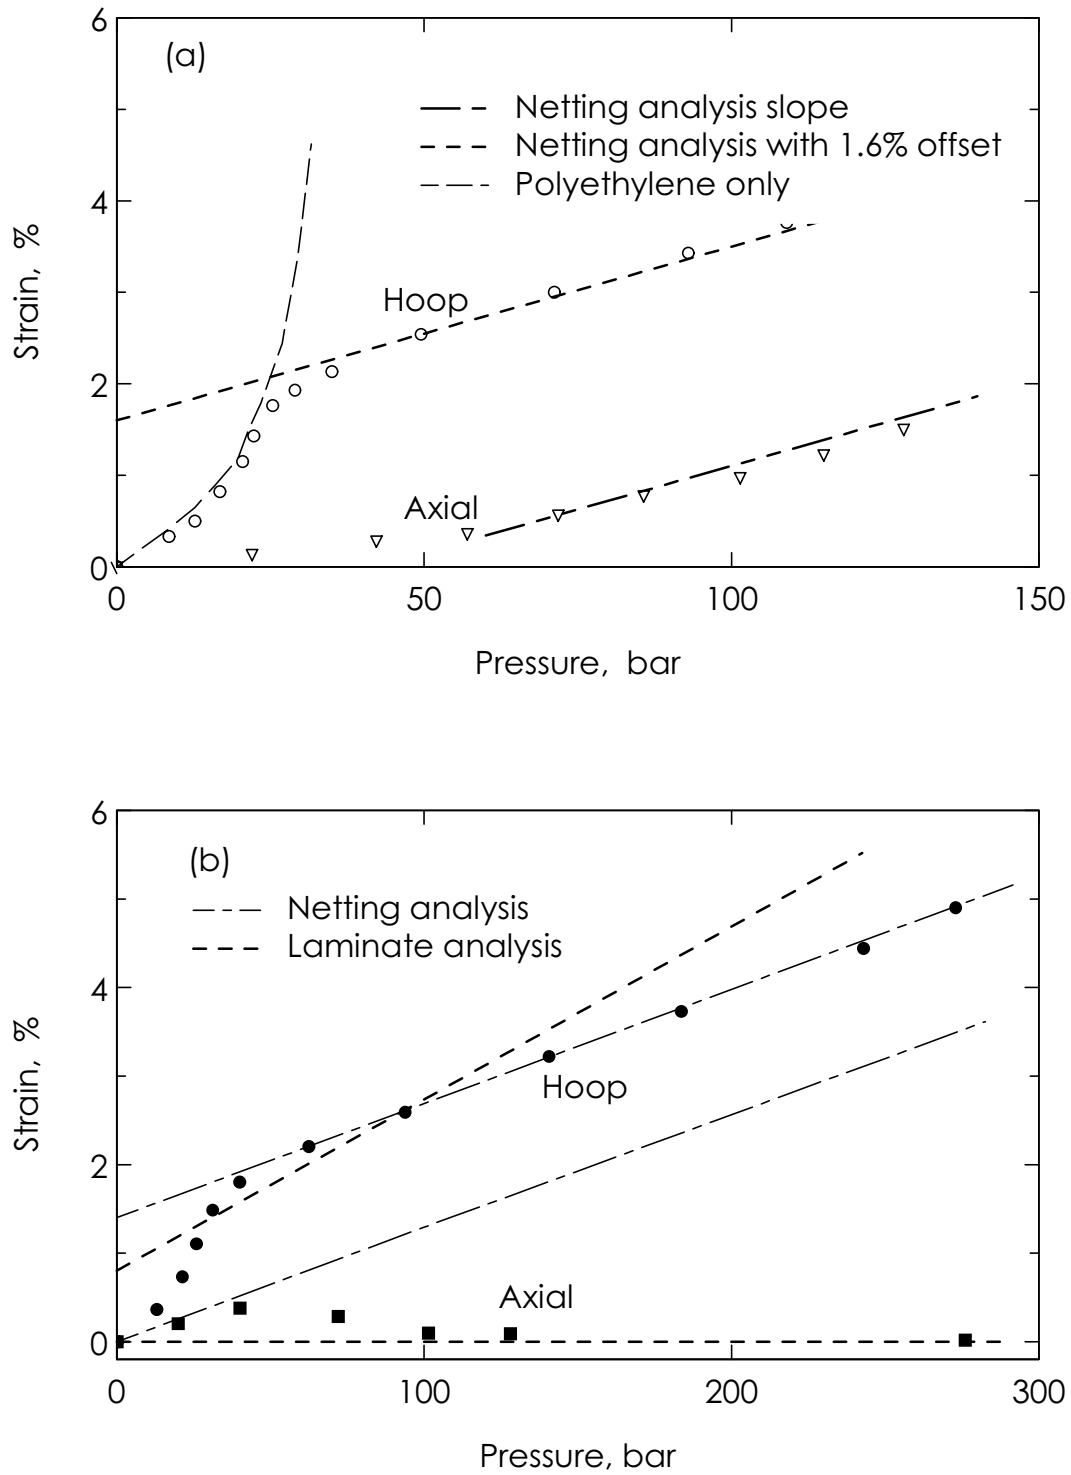 6
(a)
Netting analysis slope
Netting analysis with 1.6% offset
Polyethylene only
4
Strain, %
Hoop
2
Axial
0
0 50 100 150
Pressure, bar
6
(b)
Netting analysis
Laminate analysis
4
Strain, %
Hoop
2
Axial
0
0 100 200 300
Pressure, bar